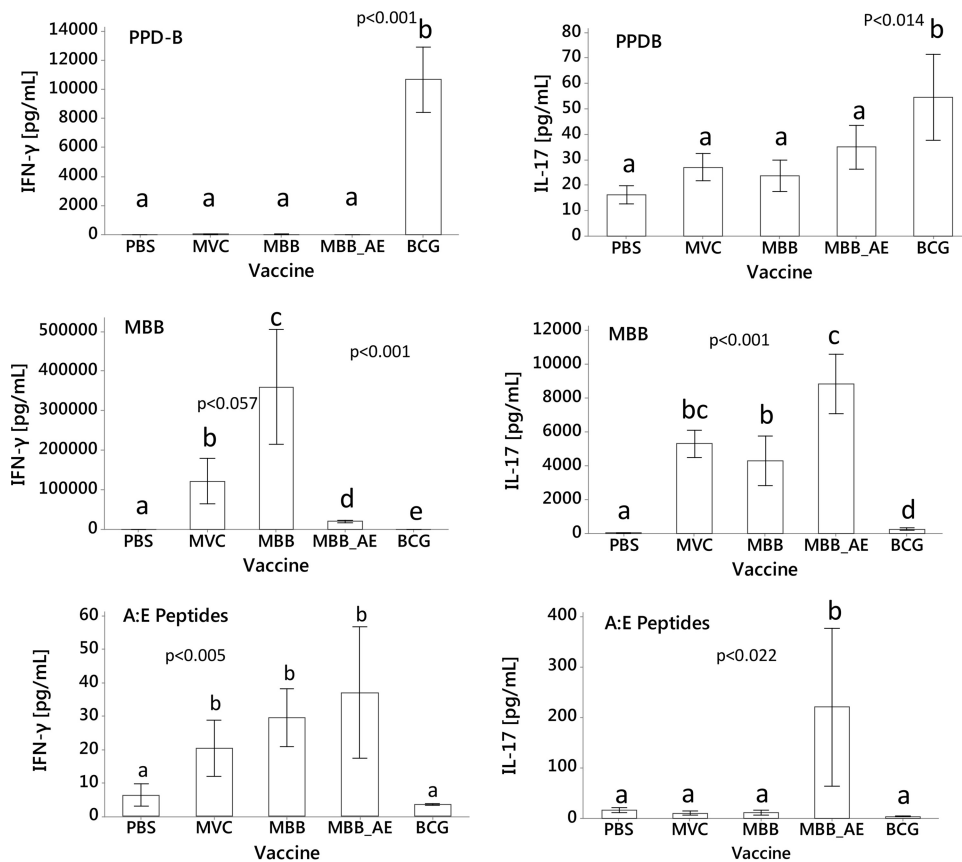 p<0.001
PPD-B
b
14000
12000
10000
8000
6000
4000
2000
0
IFN-γ [pg/mL]
a a a a
PBS MVC MBB MBB_AE BCG
Vaccine
P<0.014
PPDB
b
80
70
60
50
40
30
20
10
0
IL-17 [pg/mL]
a a a a
PBS MVC MBB MBB_AE BCG
Vaccine
MBB
c
p<0.001
p<0.057
500000
400000
300000
200000
100000
0
IFN-γ [pg/mL]
a b d e
PBS MVC MBB MBB_AE BCG
Vaccine
MBB
p<0.001
c
12000
10000
8000
6000
4000
2000
0
IL-17 [pg/mL]
a bc b d
PBS MVC MBB MBB_AE BCG
Vaccine
A:E Peptides
p<0.005
60
50
40
30
20
10
0
IFN-γ [pg/mL]
a b b b a
PBS MVC MBB MBB_AE BCG
Vaccine
A:E Peptides
p<0.022
b
400
300
200
100
0
IL-17 [pg/mL]
a a a a
PBS MVC MBB MBB_AE BCG
Vaccine